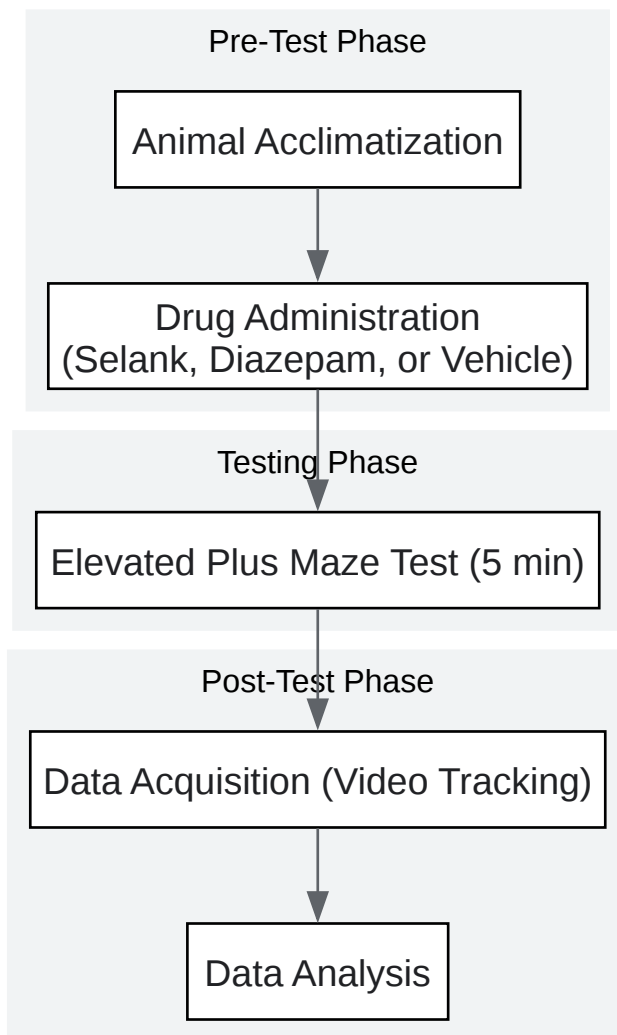 Pre-Test Phase
Animal Acclimatization
Drug Administration
(Selank, Diazepam, or Vehicle)
Testing Phase
Elevated Plus Maze Test (5 min)
Post-Test Phase
Data Acquisition (Video Tracking)
Data Analysis